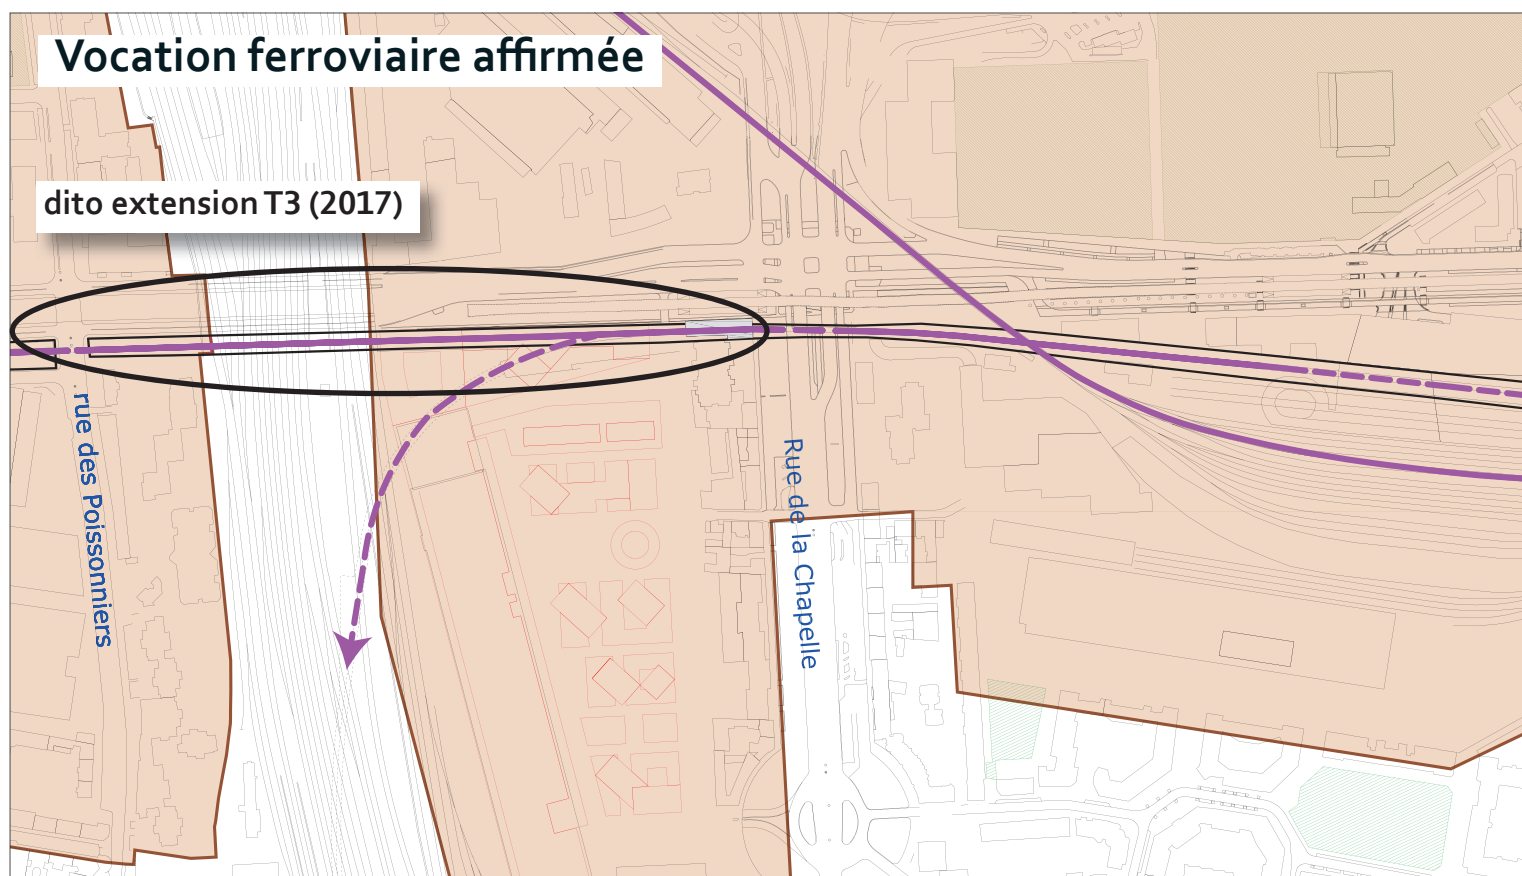 Vocation ferroviaire affirmée
dito extension T3 (2017)
rue des Poissonniers
Rue de la Chapelle